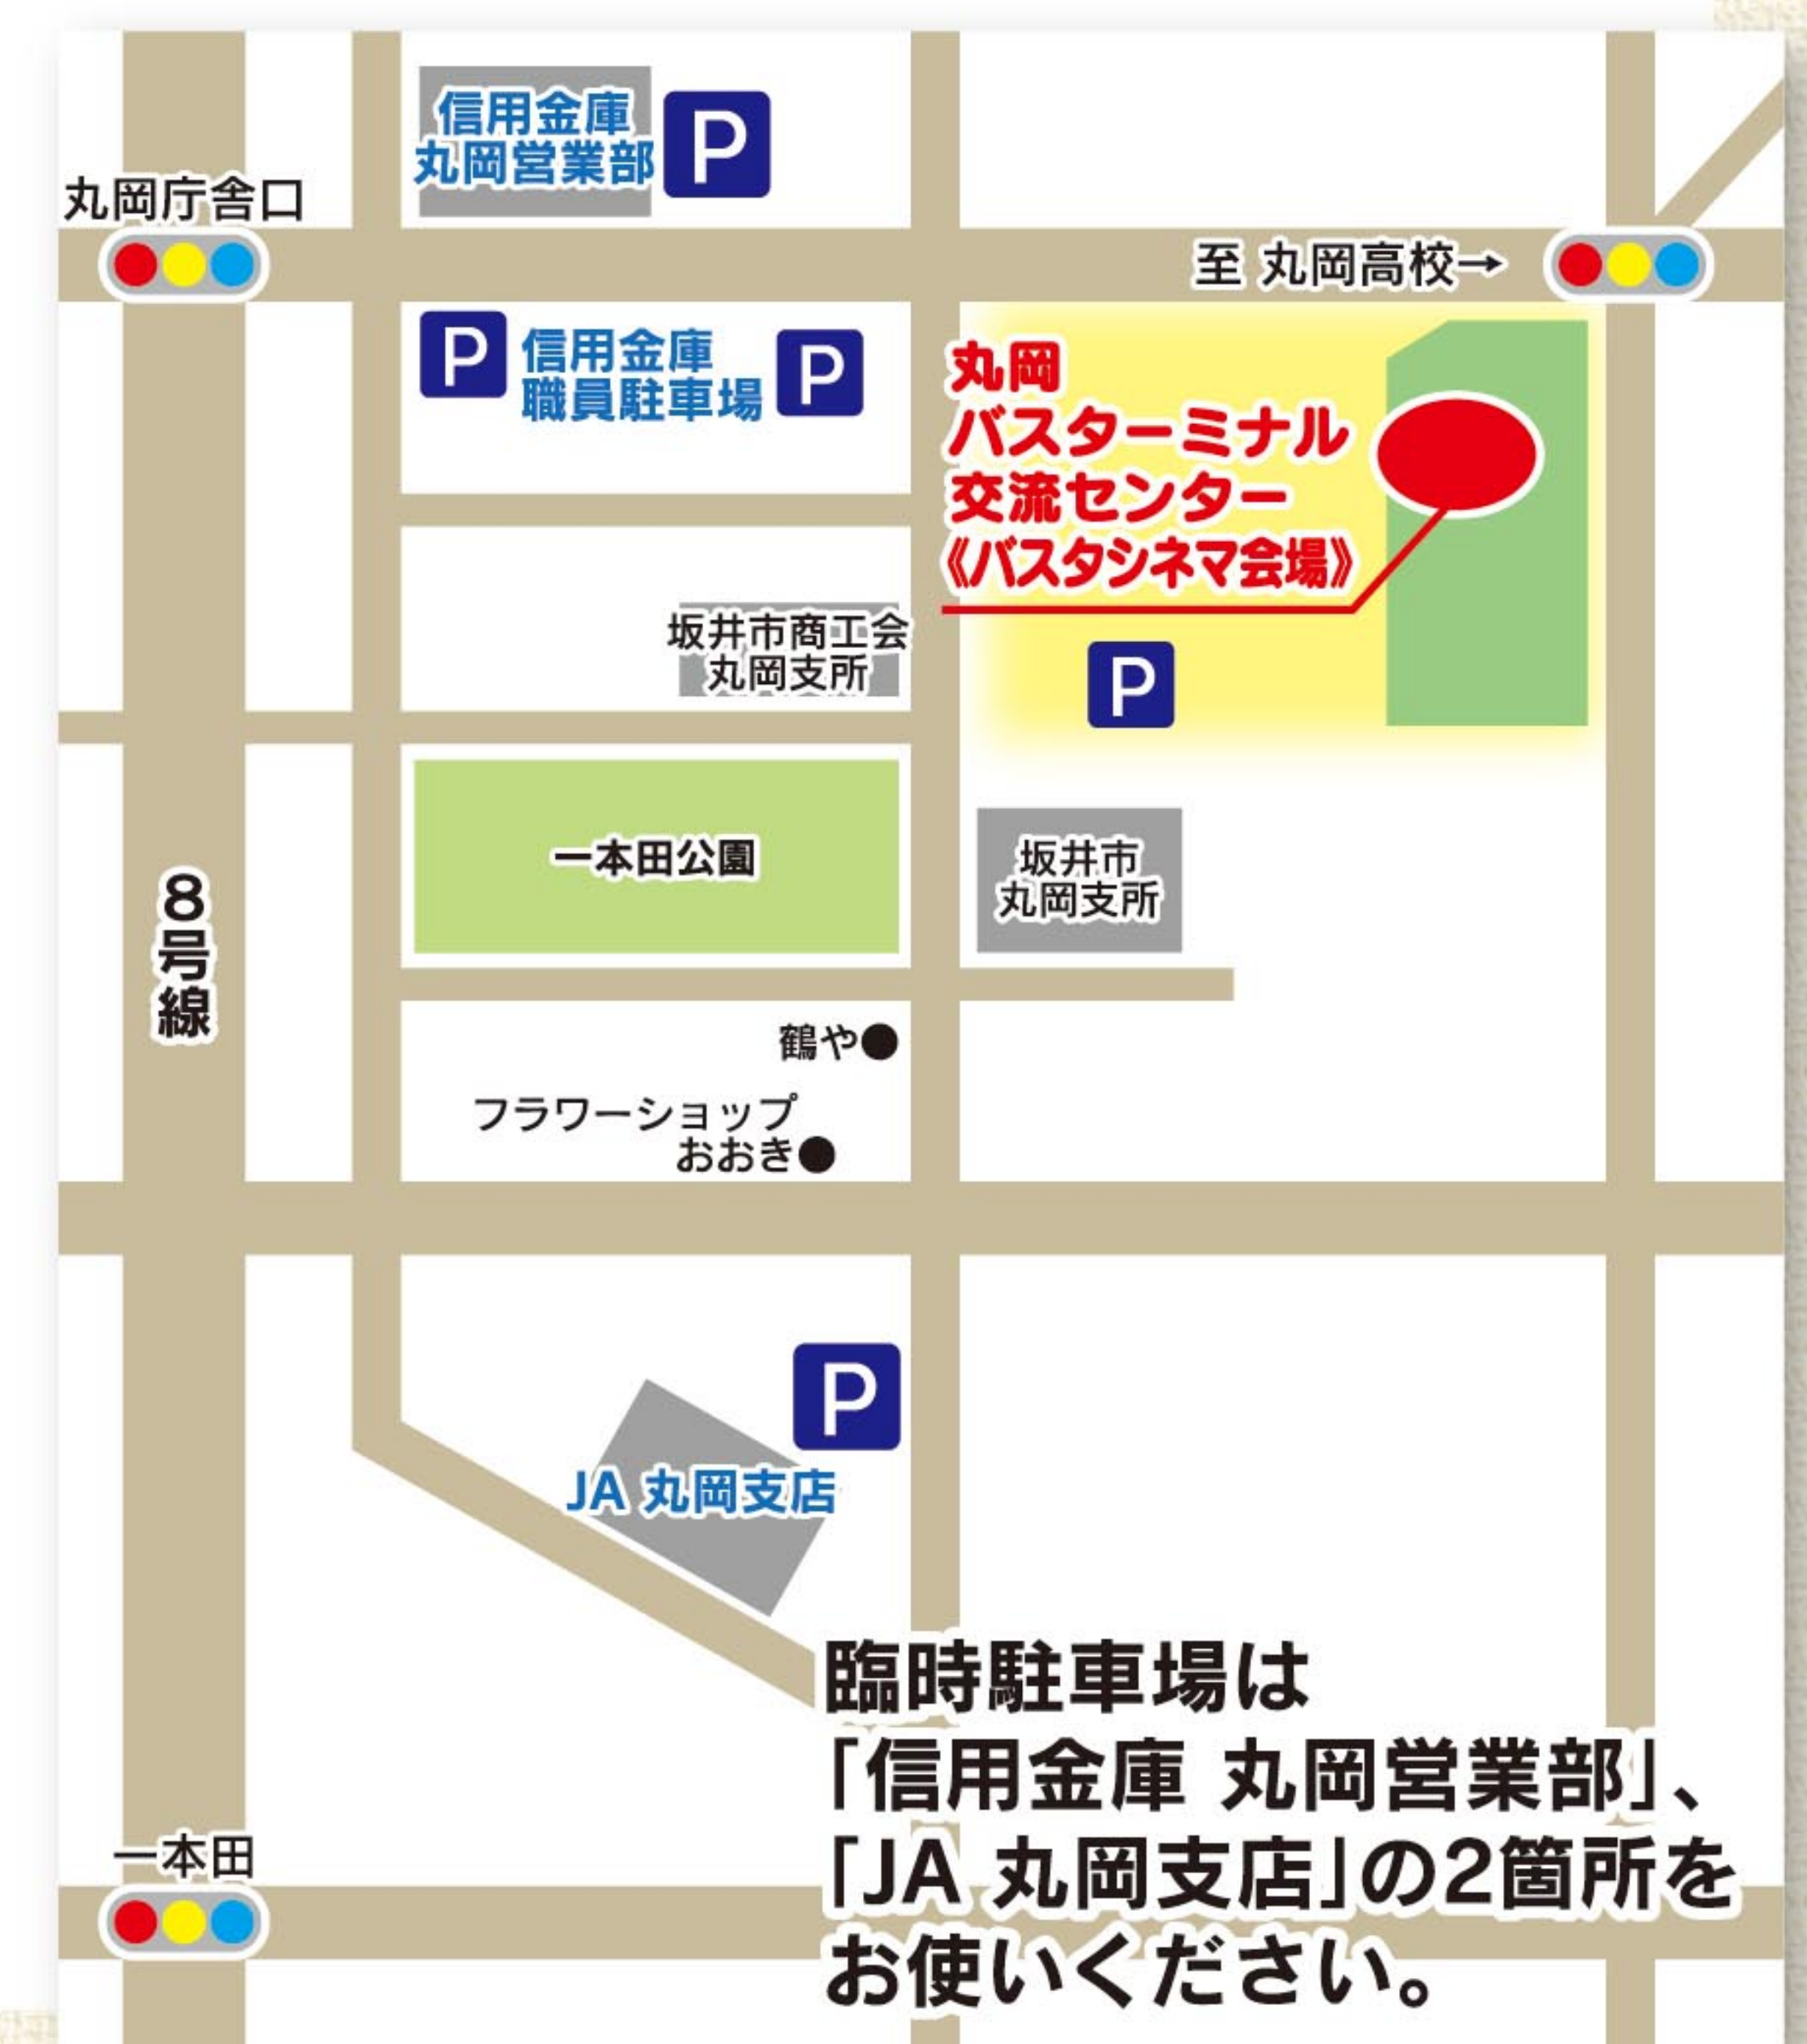 信用金庫
丸岡営業部
P
丸岡庁舎口
至 丸岡高校→
P
信用金庫
職員駐車場
P
丸岡
バスターミナル
交流センター
《バスタシネマ会場》
坂井市商工会
丸岡支所
P
一本田公園
坂井市
丸岡支所
8号線
鶴や●
フラワーショップ
おおき●
P
JA 丸岡支店
臨時駐車場は
「信用金庫 丸岡営業部」、
「JA 丸岡支店」の2箇所を
お使いください。
一本田